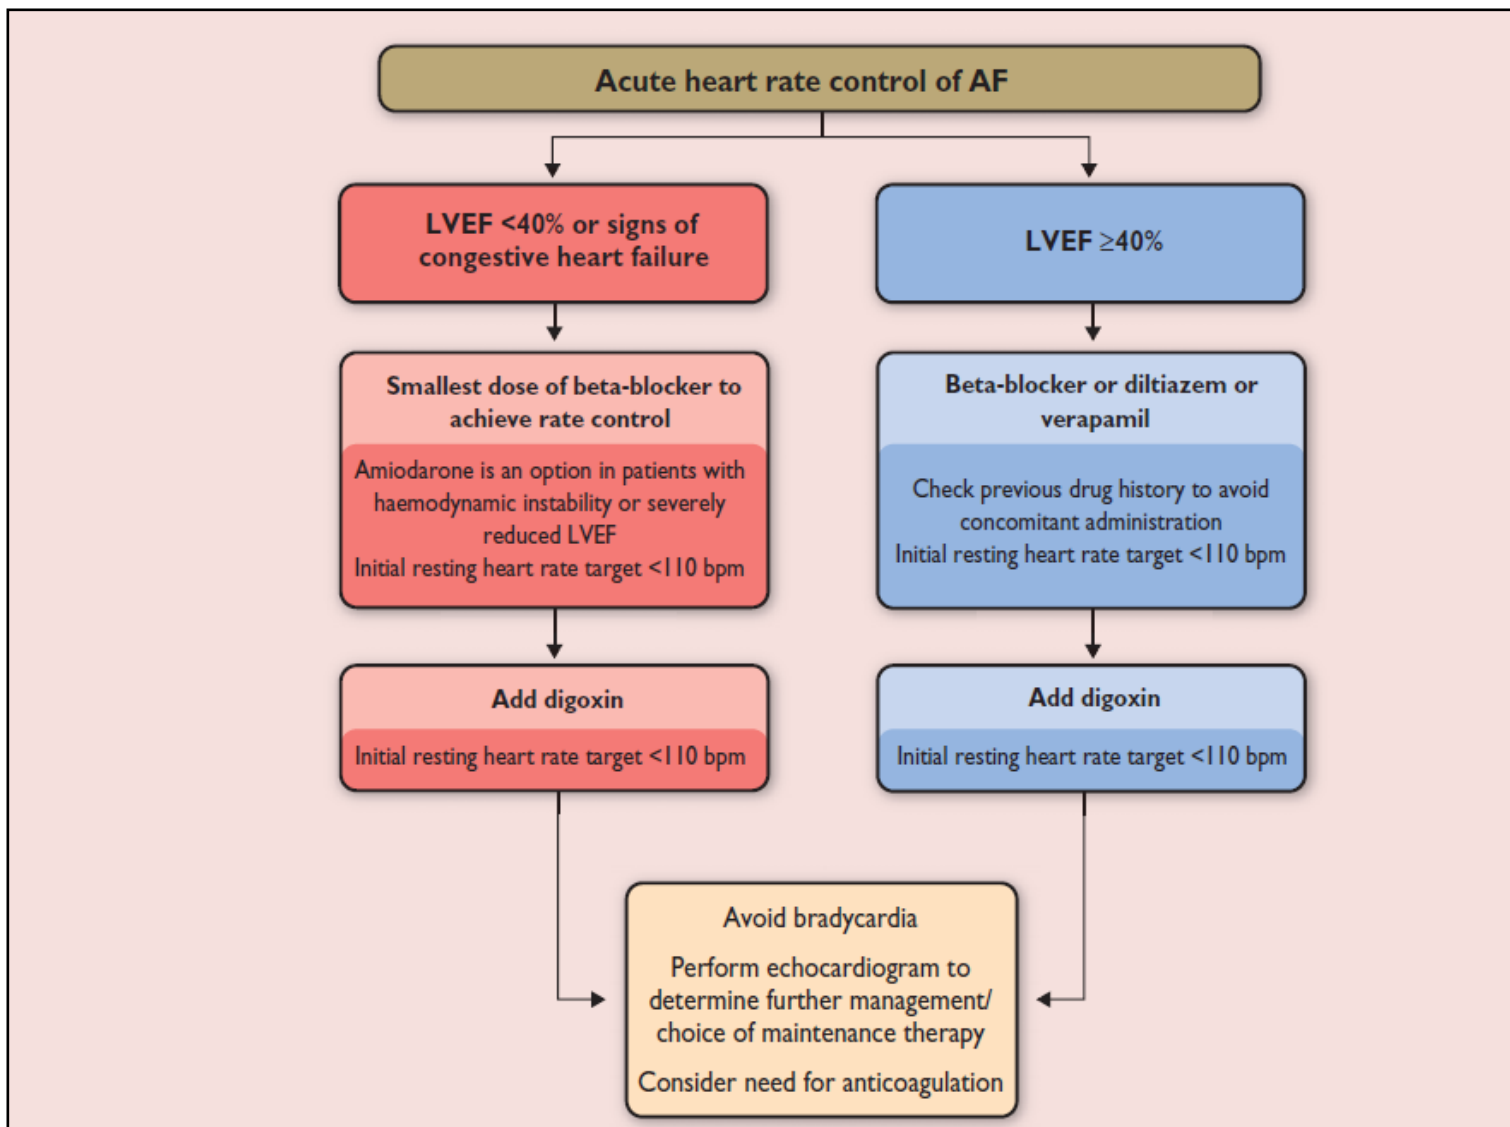 Acute heart rate control of AF
LVEF <40% or signs of
congestive heart failure
Smallest dose of beta-blocker to
achieve rate control
Amiodarone is an option in patients with
haemodynamic instability or severely
reduced LVEF
Initial resting heart rate target <110 bpm
Add digoxin
Initial resting heart rate target <110 bpm
LVEF ≥40%
Beta-blocker or diltiazem or
verapamil
Check previous drug history to avoid
concomitant administration
Initial resting heart rate target <110 bpm
Add digoxin
Initial resting heart rate target <110 bpm
Avoid bradycardia
Perform echocardiogram to
determine further management/
choice of maintenance therapy
Consider need for anticoagulation